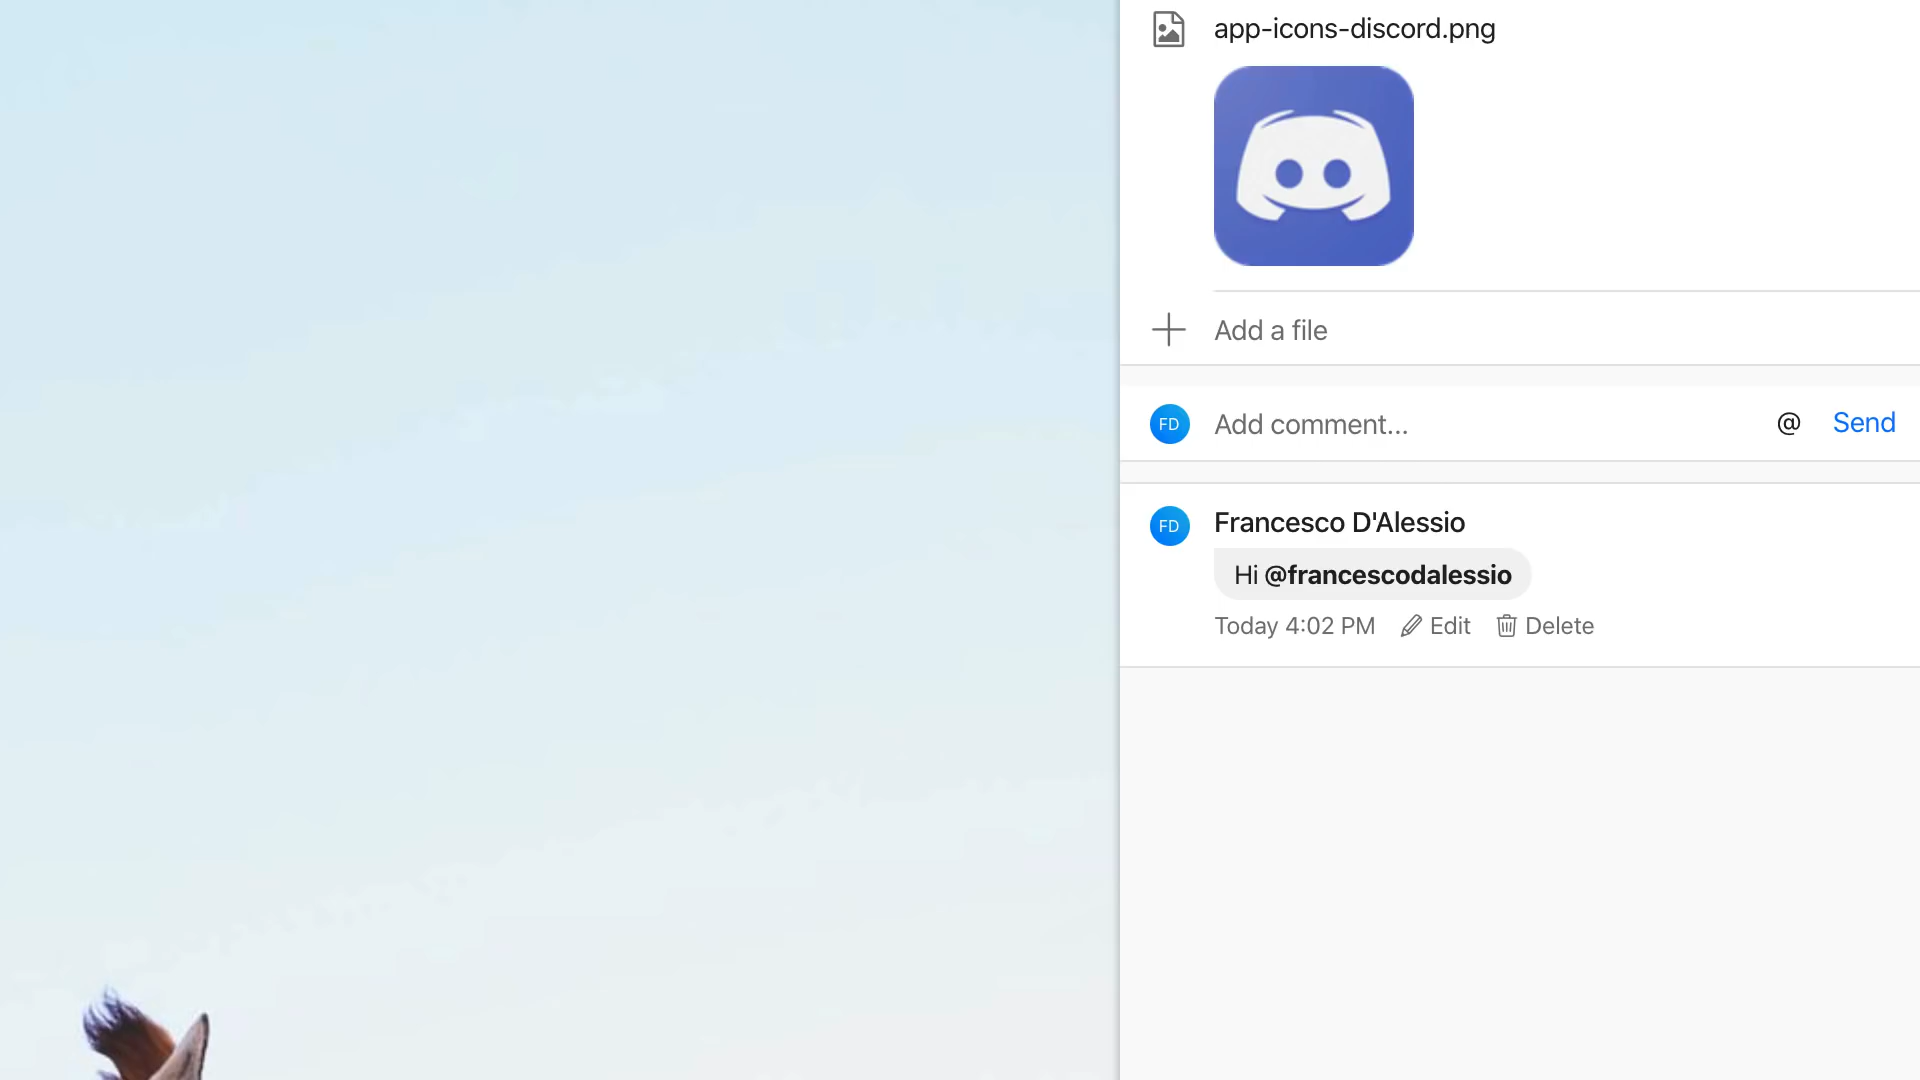 app-icons-discord.png
Add a file
FD
Add comment...
@
Send
FD
Francesco D'Alessio
Hi @francescodalessio
Today 4:02 PM Edit Delete